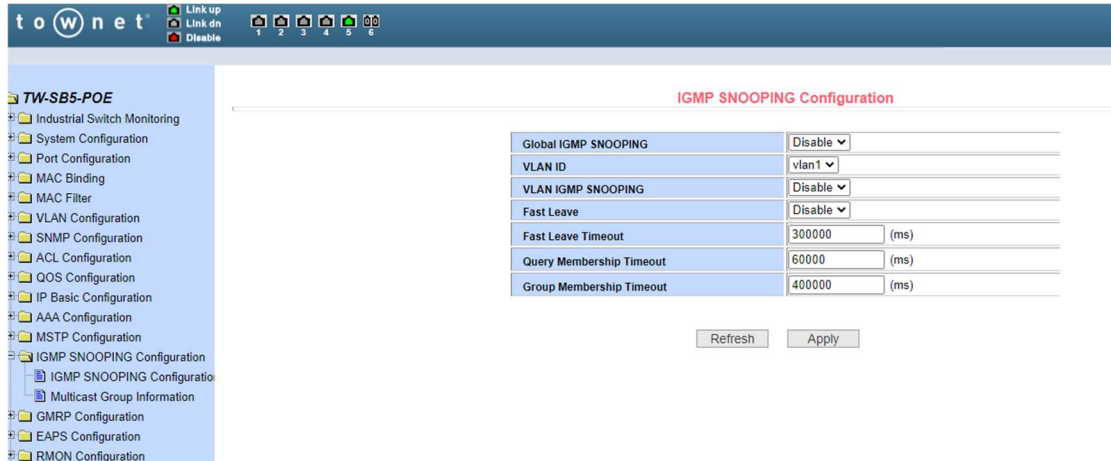 to(w)net
Link up
Link dn
Disable
1 2 3 4 5 6
TW-SB5-POE
Industrial Switch Monitoring
System Configuration
Port Configuration
MAC Binding
MAC Filter
VLAN Configuration
SNMP Configuration
ACL Configuration
QOS Configuration
IP Basic Configuration
AAA Configuration
MSTP Configuration
IGMP SNOOPING Configuration
IGMP SNOOPING Configuratio
Multicast Group Information
GMRP Configuration
EAPS Configuration
RMON Configuration
IGMP SNOOPING Configuration
Global IGMP SNOOPING Disable
VLAN ID vlan1
VLAN IGMP SNOOPING Disable
Fast Leave Disable
Fast Leave Timeout 300000 (ms)
Query Membership Timeout 60000 (ms)
Group Membership Timeout 400000 (ms)
Refresh Apply